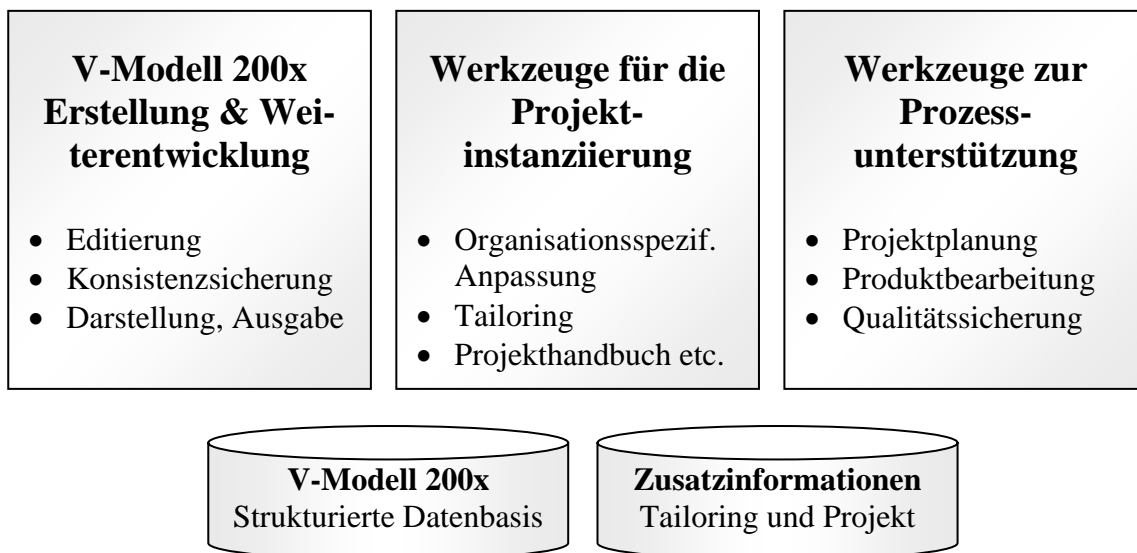 V-Modell 200x
Erstellung & Wei-
terentwicklung
• Editierung
• Konsistenzsicherung
• Darstellung, Ausgabe
Werkzeuge für die
Projekt-
instanziierung
• Organisationsspezif.
Anpassung
• Tailoring
• Projekthandbuch etc.
Werkzeuge zur
Prozess-
unterstützung
• Projektplanung
• Produktbearbeitung
• Qualitätssicherung
V-Modell 200x
Strukturierte Datenbasis
Zusatzinformationen
Tailoring und Projekt